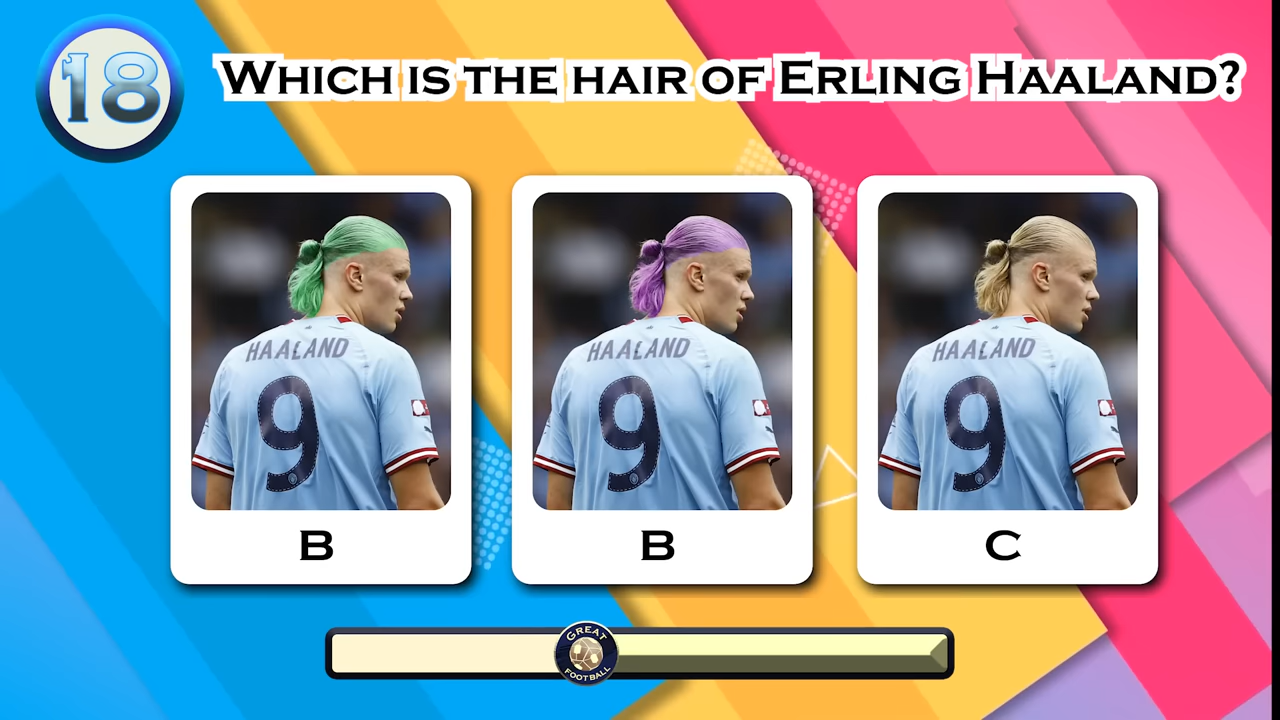 18
WHICH IS THE HAIR OF ERLING HAALAND?
HAALAND
9
HAALAND
9
HAALAND
9
B
B
C
GREAT
FOOTBALL